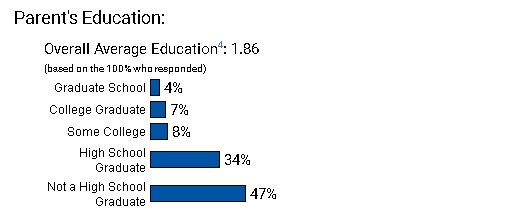 Parent's Education:
Overall Average Education⁴: 1.86
(based on the 100% who responded)
Graduate School 4%
College Graduate 7%
Some College 8%
High School
Graduate 34%
Not a High School
Graduate 47%